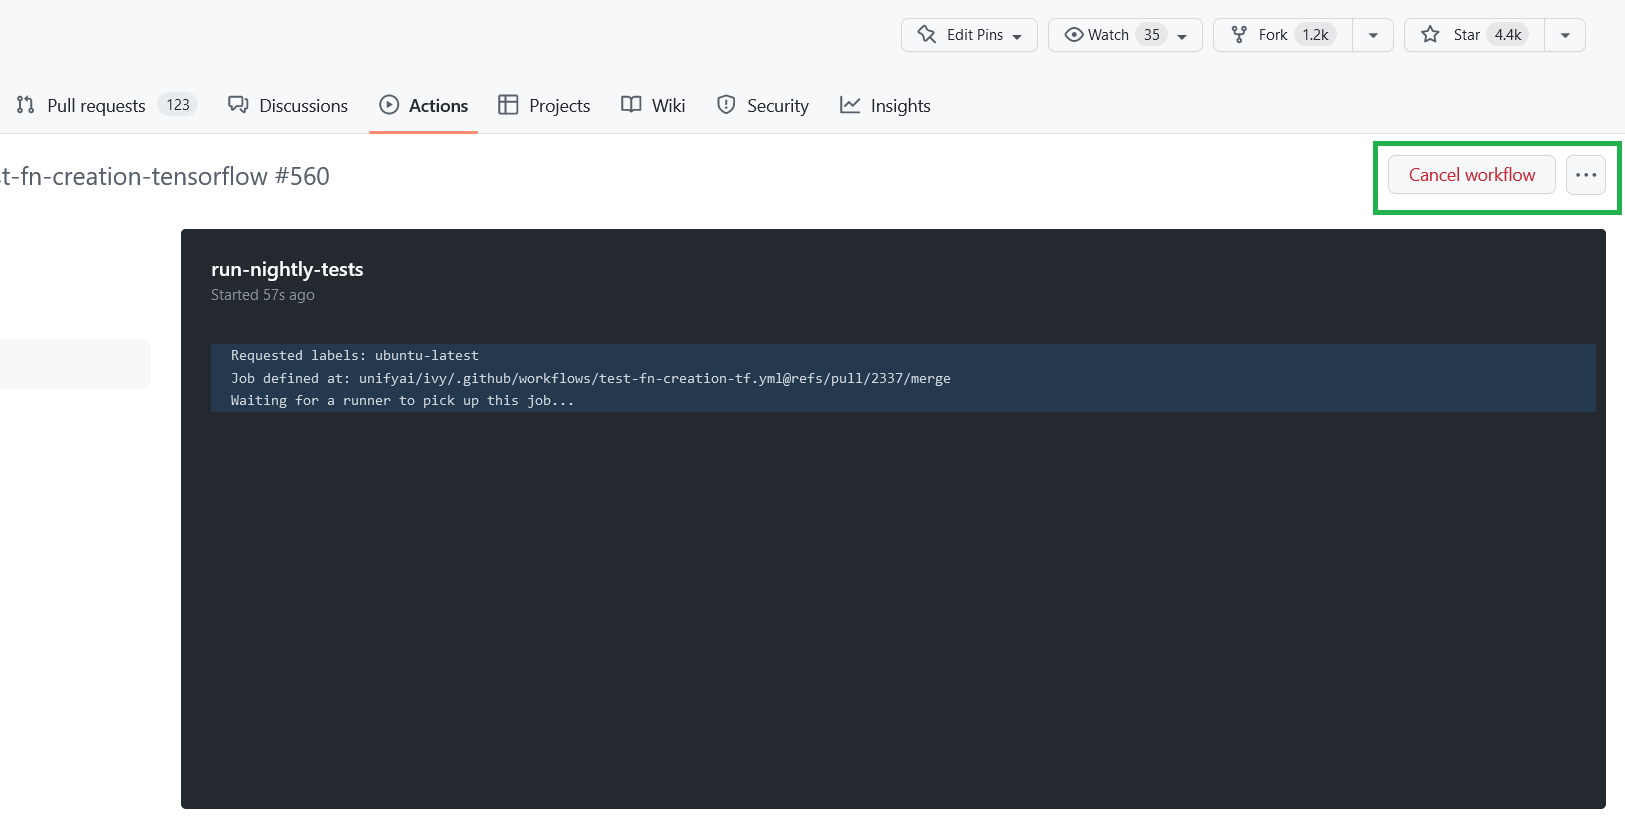 Edit Pins Watch 35 Fork 1.2k Star 4.4k
Pull requests 123 Discussions Actions Projects Wiki Security Insights
t-fn-creation-tensorflow #560 Cancel workflow ...
run-nightly-tests
Started 57s ago
Requested labels: ubuntu-latest
Job defined at: unifyai/ivy/.github/workflows/test-fn-creation-tf.yml@refs/pull/2337/merge
Waiting for a runner to pick up this job...